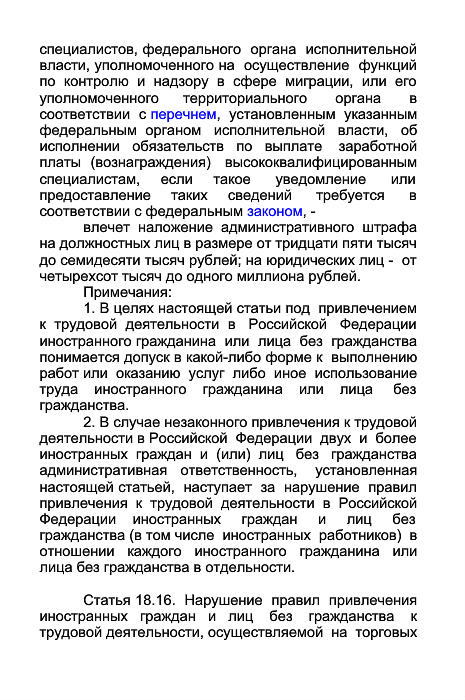 специалистов, федерального органа исполнительной
власти, уполномоченного на осуществление функций
по контролю и надзору в сфере миграции, или его
уполномоченного территориального органа в
соответствии с перечнем, установленным указанным
федеральным органом исполнительной власти, об
исполнении обязательств по выплате заработной
платы (вознаграждения) высококвалифицированным
специалистам, если такое уведомление или
предоставление таких сведений требуется в
соответствии с федеральным законом, -
влечет наложение административного штрафа
на должностных лиц в размере от тридцати пяти тысяч
до семидесяти тысяч рублей; на юридических лиц - от
четырехсот тысяч до одного миллиона рублей.
Примечания:
1. В целях настоящей статьи под привлечением
к трудовой деятельности в Российской Федерации
иностранного гражданина или лица без гражданства
понимается допуск в какой-либо форме к выполнению
работ или оказанию услуг либо иное использование
труда иностранного гражданина или лица без
гражданства.
2. В случае незаконного привлечения к трудовой
деятельности в Российской Федерации двух и более
иностранных граждан и (или) лиц без гражданства
административная ответственность, установленная
настоящей статьей, наступает за нарушение правил
привлечения к трудовой деятельности в Российской
Федерации иностранных граждан и лиц без
гражданства (в том числе иностранных работников) в
отношении каждого иностранного гражданина или
лица без гражданства в отдельности.
Статья 18.16. Нарушение правил привлечения
иностранных граждан и лиц без гражданства к
трудовой деятельности, осуществляемой на торговых